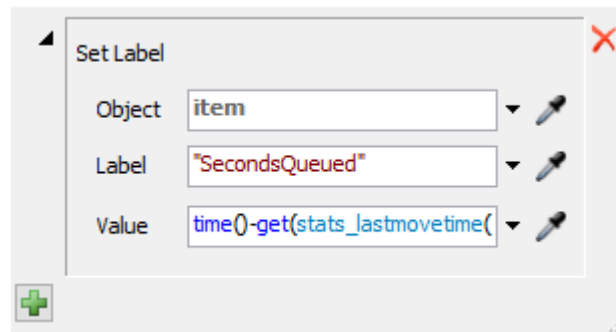 Set Label
Object item
Label "SecondsQueued"
Value time()-get(stats_lastmovetime(